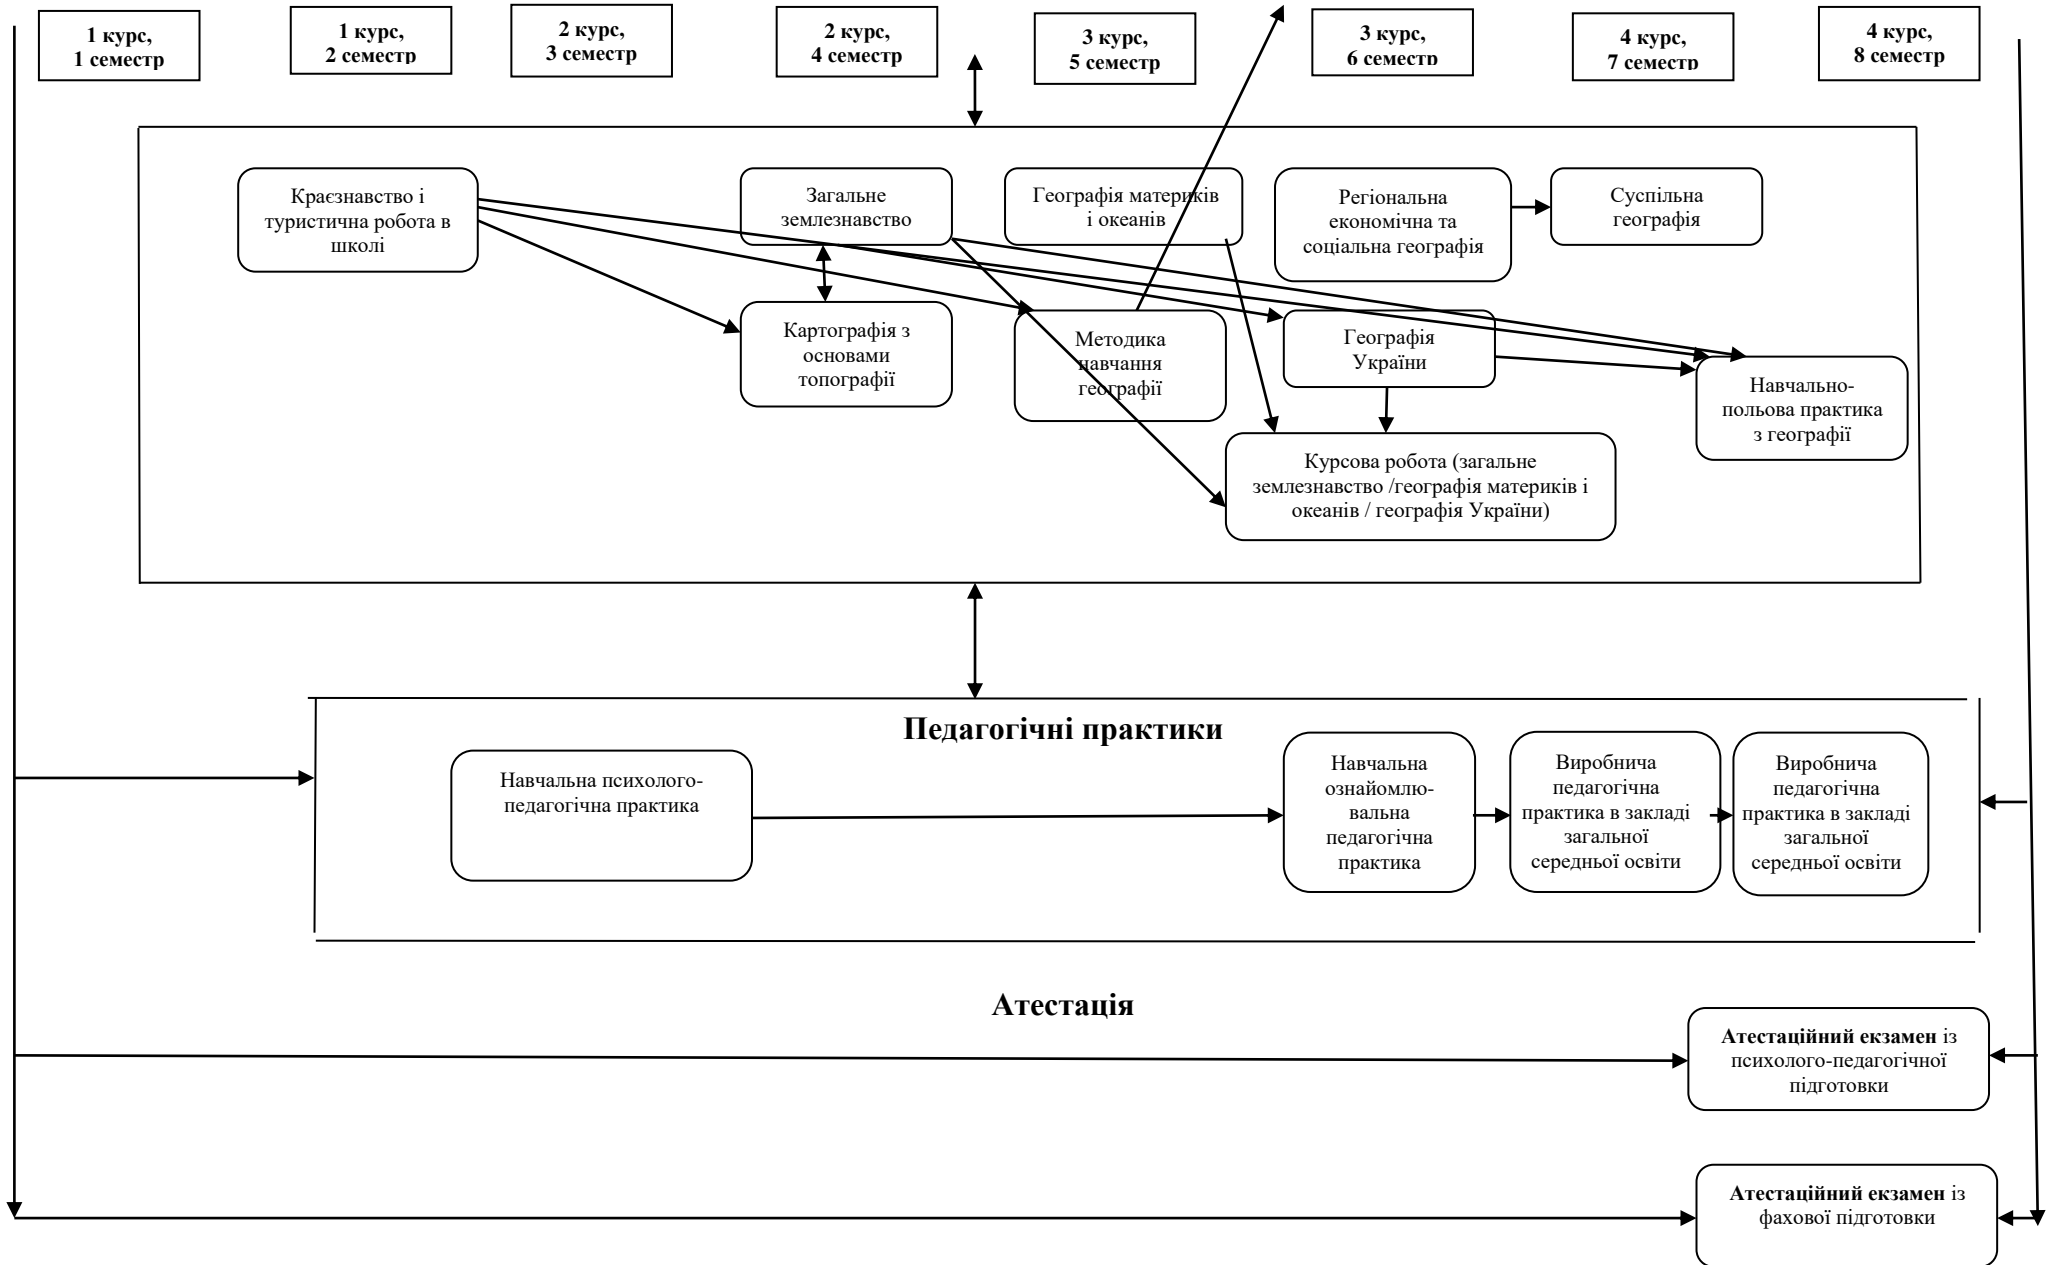 1 курс,
1 семестр
1 курс,
2 семестр
2 курс,
3 семестр
2 курс,
4 семестр
3 курс,
5 семестр
3 курс,
6 семестр
4 курс,
7 семестр
4 курс,
8 семестр
Краєзнавство і
туристична робота в
школі
Загальне
землезнавство
Географія материків
і океанів
Регіональна
економічна та
соціальна географія
Суспільна
географія
Картографія з
основами
топографії
Методика
навчання
географії
Географія
України
Навчально-
польова практика
з географії
Курсова робота (загальне
землезнавство /географія материків і
океанів / географія України)
Педагогічні практики
Навчальна психолого-
педагогічна практика
Навчальна
ознайомлю-
вальна
педагогічна
практика
Виробнича
педагогічна
практика в закладі
загальної
середньої освіти
Виробнича
педагогічна
практика в закладі
загальної
середньої освіти
Атестація
Атестаційний екзамен із
психолого-педагогічної
підготовки
Атестаційний екзамен із
фахової підготовки